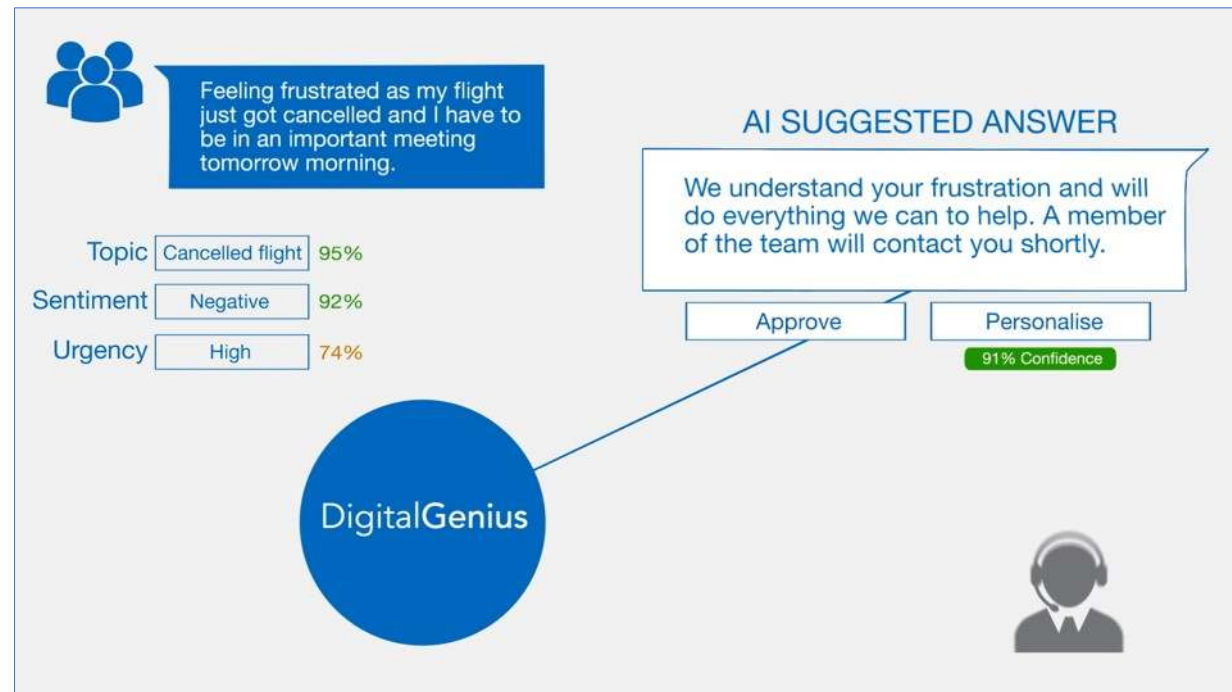 Feeling frustrated as my flight
just got cancelled and I have to
be in an important meeting
tomorrow morning.
Topic Cancelled flight 95%
Sentiment Negative 92%
Urgency High 74%
AI SUGGESTED ANSWER
We understand your frustration and will
do everything we can to help. A member
of the team will contact you shortly.
Approve Personalise
91% Confidence
DigitalGenius